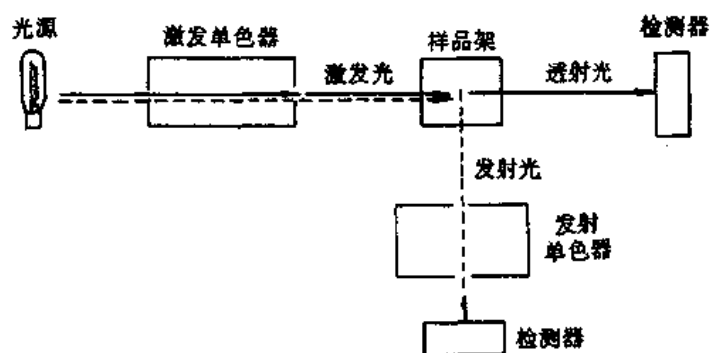 光源
激发单色器
激发光
样品架
透射光
检测器
发射光
发射
单色器
检测器